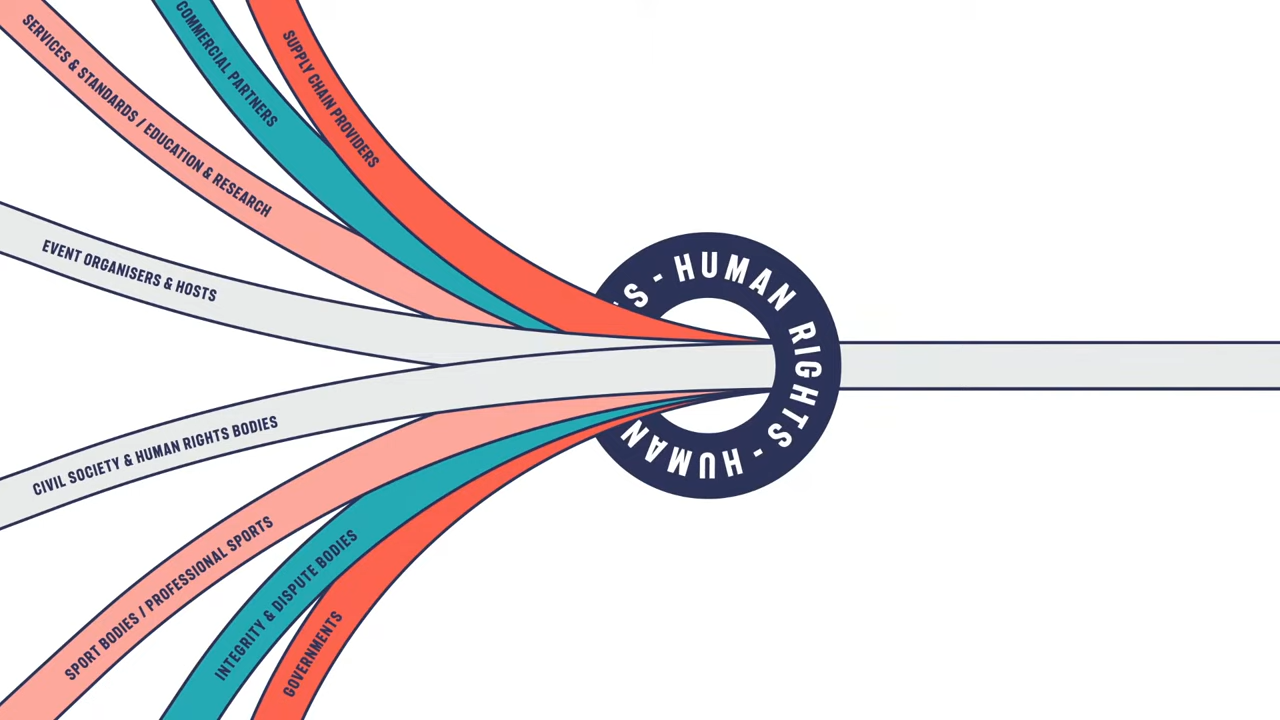 SUPPLY CHAIN PROVIDERS
COMMERCIAL PARTNERS
SERVICES & STANDARDS / EDUCATION & RESEARCH
EVENT ORGANISERS & HOSTS
CIVIL SOCIETY & HUMAN RIGHTS BODIES
SPORT BODIES / PROFESSIONAL SPORTS
INTEGRITY & DISPUTE BODIES
GOVERNMENTS
TS - HUMAN RIGHTS - HUMAN